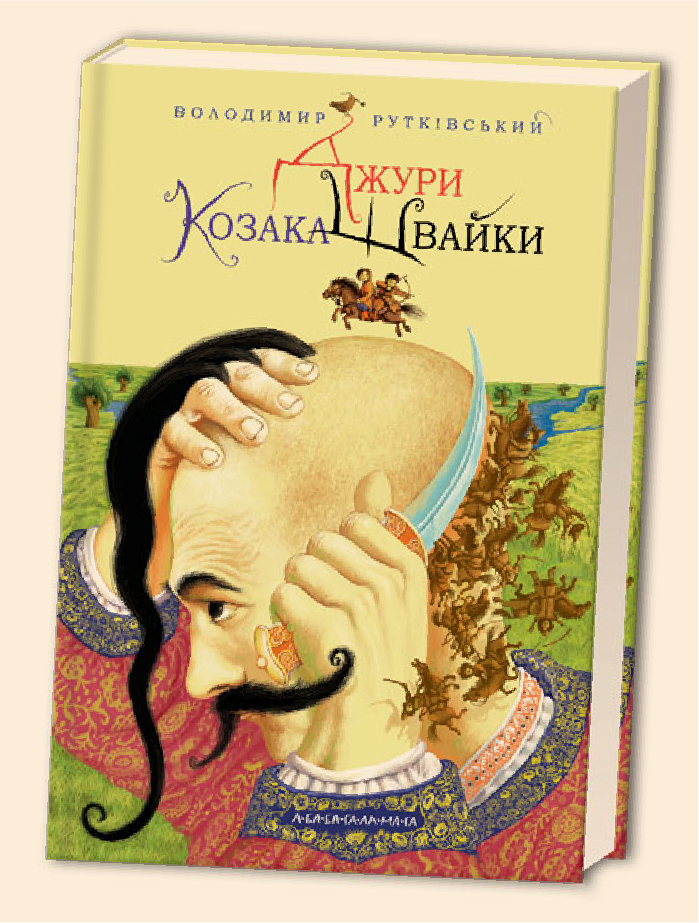 ВОЛОДИМИР РУТКІВСЬКИЙ
ДЖУРИ
КОЗАКА ШВАЙКИ
А-БА-БА-ГА-ЛА-МА-ГА